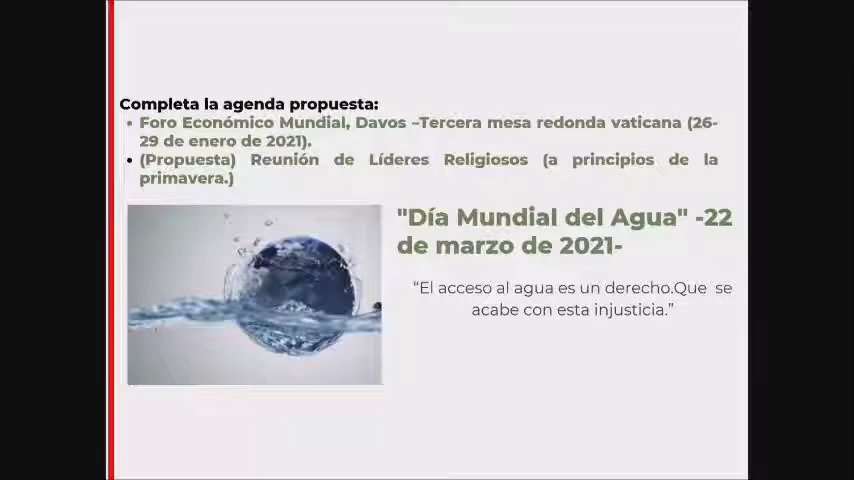 Completa la agenda propuesta:
• Foro Económico Mundial, Davos –Tercera mesa redonda vaticana (26-
29 de enero de 2021).
• (Propuesta) Reunión de Líderes Religiosos (a principios de la
primavera.)
"Día Mundial del Agua" -22
de marzo de 2021-
“El acceso al agua es un derecho.Que se
acabe con esta injusticia.”